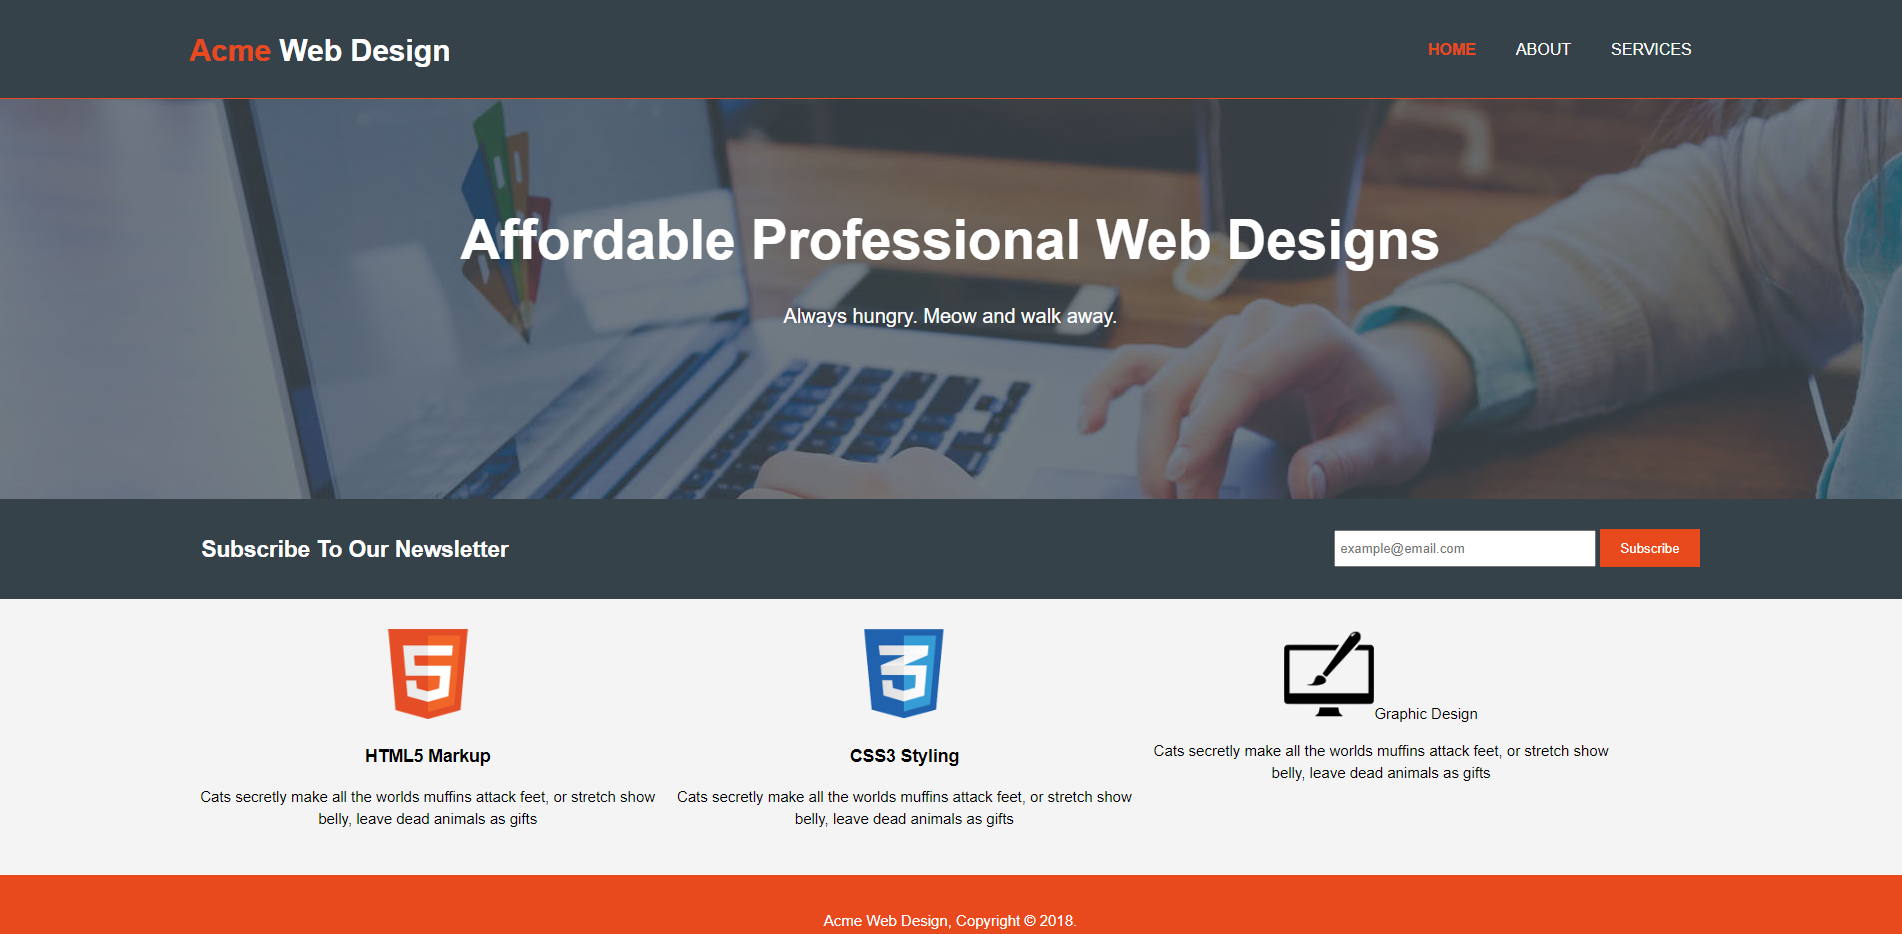 Acme Web Design
HOME ABOUT SERVICES
Affordable Professional Web Designs
Always hungry. Meow and walk away.
Subscribe To Our Newsletter
example@email.com
Subscribe
HTML5 Markup
Cats secretly make all the worlds muffins attack feet, or stretch show
belly, leave dead animals as gifts
CSS3 Styling
Cats secretly make all the worlds muffins attack feet, or stretch show
belly, leave dead animals as gifts
Graphic Design
Cats secretly make all the worlds muffins attack feet, or stretch show
belly, leave dead animals as gifts
Acme Web Design, Copyright © 2018.